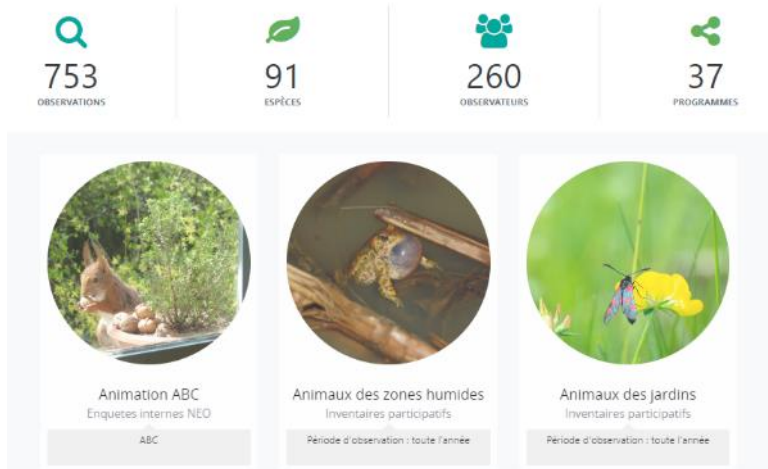 753
OBSERVATIONS
91
ESPÈCES
260
OBSERVATEURS
37
PROGRAMMES
Animation ABC
Enquetes internes NEO
ABC
Animaux des zones humides
Inventaires participatifs
Période d'observation : toute l'année
Animaux des jardins
Inventaires participatifs
Période d'observation : toute l'année